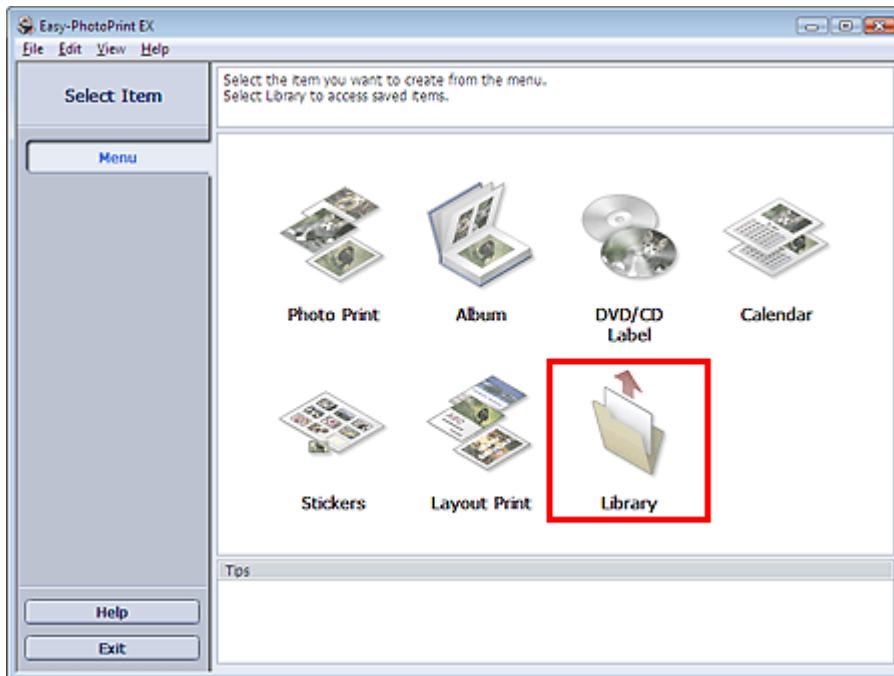 Easy-PhotoPrint EX
File Edit View Help
Select Item
Select the item you want to create from the menu.
Select Library to access saved items.
Menu
Photo Print
Album
DVD/CD
Label
Calendar
Stickers
Layout Print
Library
Tips
Help
Exit